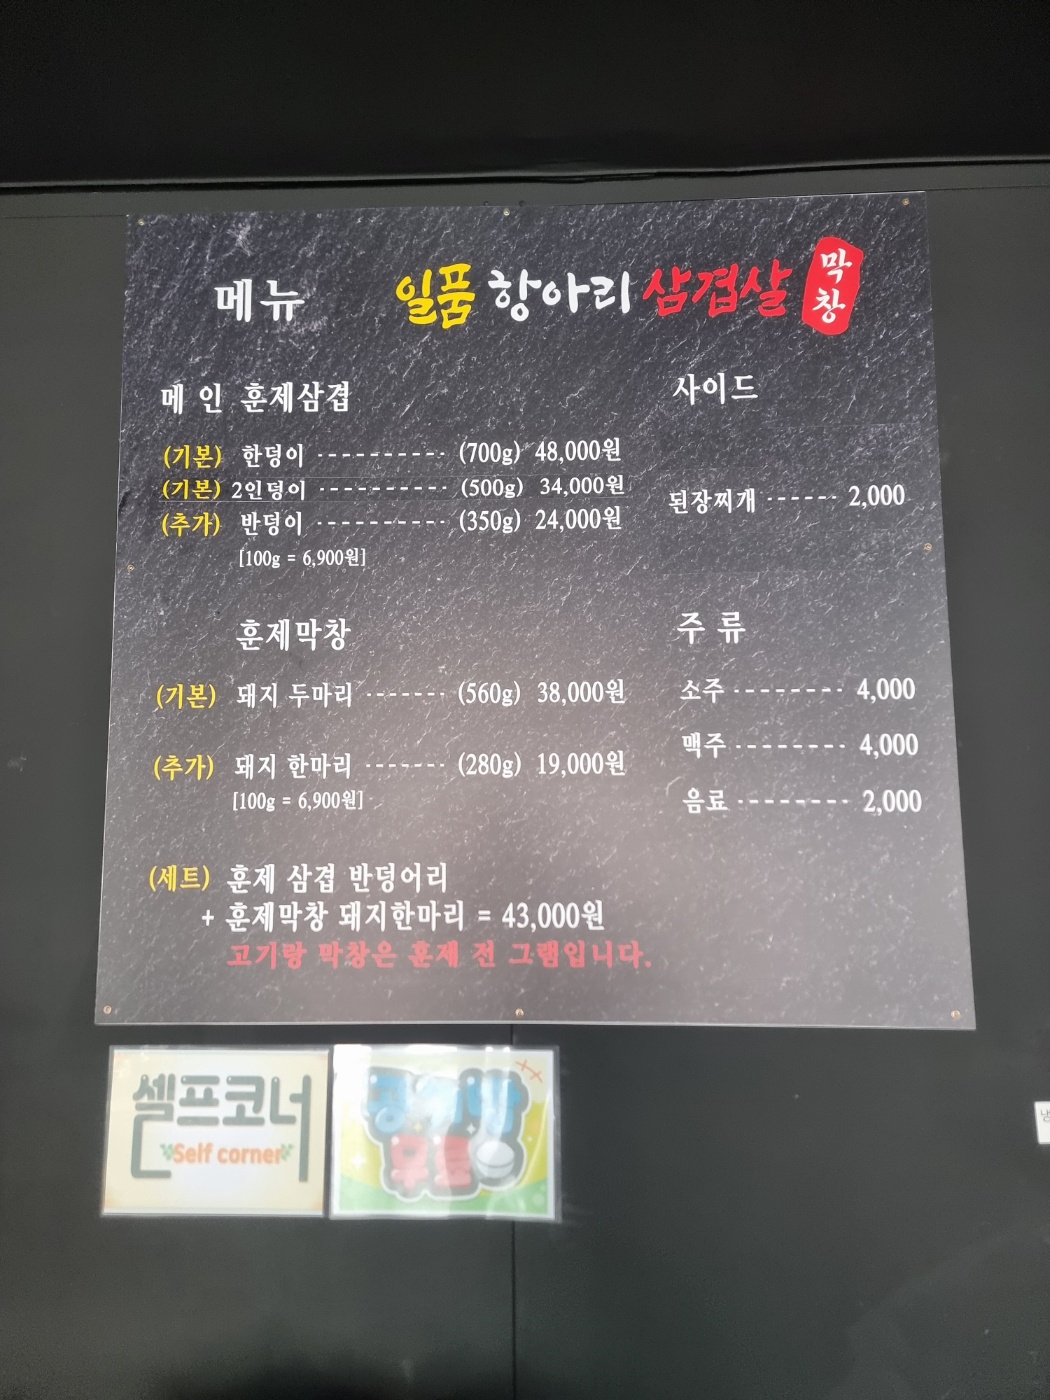 메뉴 일품 항아리 삼겹살 막창
메 인 훈제삼겹
(기본) 한덩이 ---------- (700g) 48,000원
(기본) 2인덩이 ---------- (500g) 34,000원
(추가) 반덩이 ---------- (350g) 24,000원
[100g = 6,900원]
훈제막창
(기본) 돼지 두마리 ------- (560g) 38,000원
(추가) 돼지 한마리 ------- (280g) 19,000원
[100g = 6,900원]
(세트) 훈제 삼겹 반덩어리
+ 훈제막창 돼지한마리 = 43,000원
고기랑 막창은 훈제 전 그램입니다.
사이드
된장찌개 ------ 2,000
주 류
소주 -------- 4,000
맥주 -------- 4,000
음료 -------- 2,000
셀프코너
Self corner
공기밥
무료